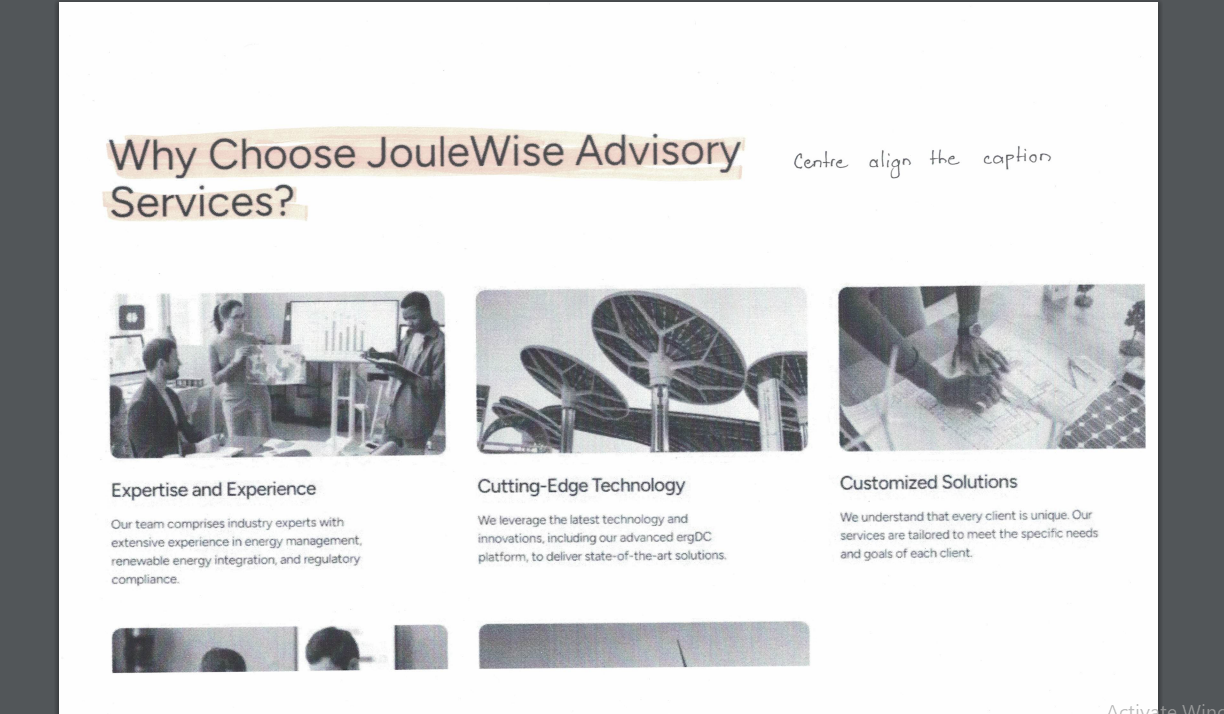 Why Choose JouleWise Advisory
Services?
Centre align the caption
Expertise and Experience
Our team comprises industry experts with
extensive experience in energy management,
renewable energy integration, and regulatory
compliance.
Cutting-Edge Technology
We leverage the latest technology and
innovations, including our advanced ergDC
platform, to deliver state-of-the-art solutions.
Customized Solutions
We understand that every client is unique. Our
services are tailored to meet the specific needs
and goals of each client.
Activate Wind